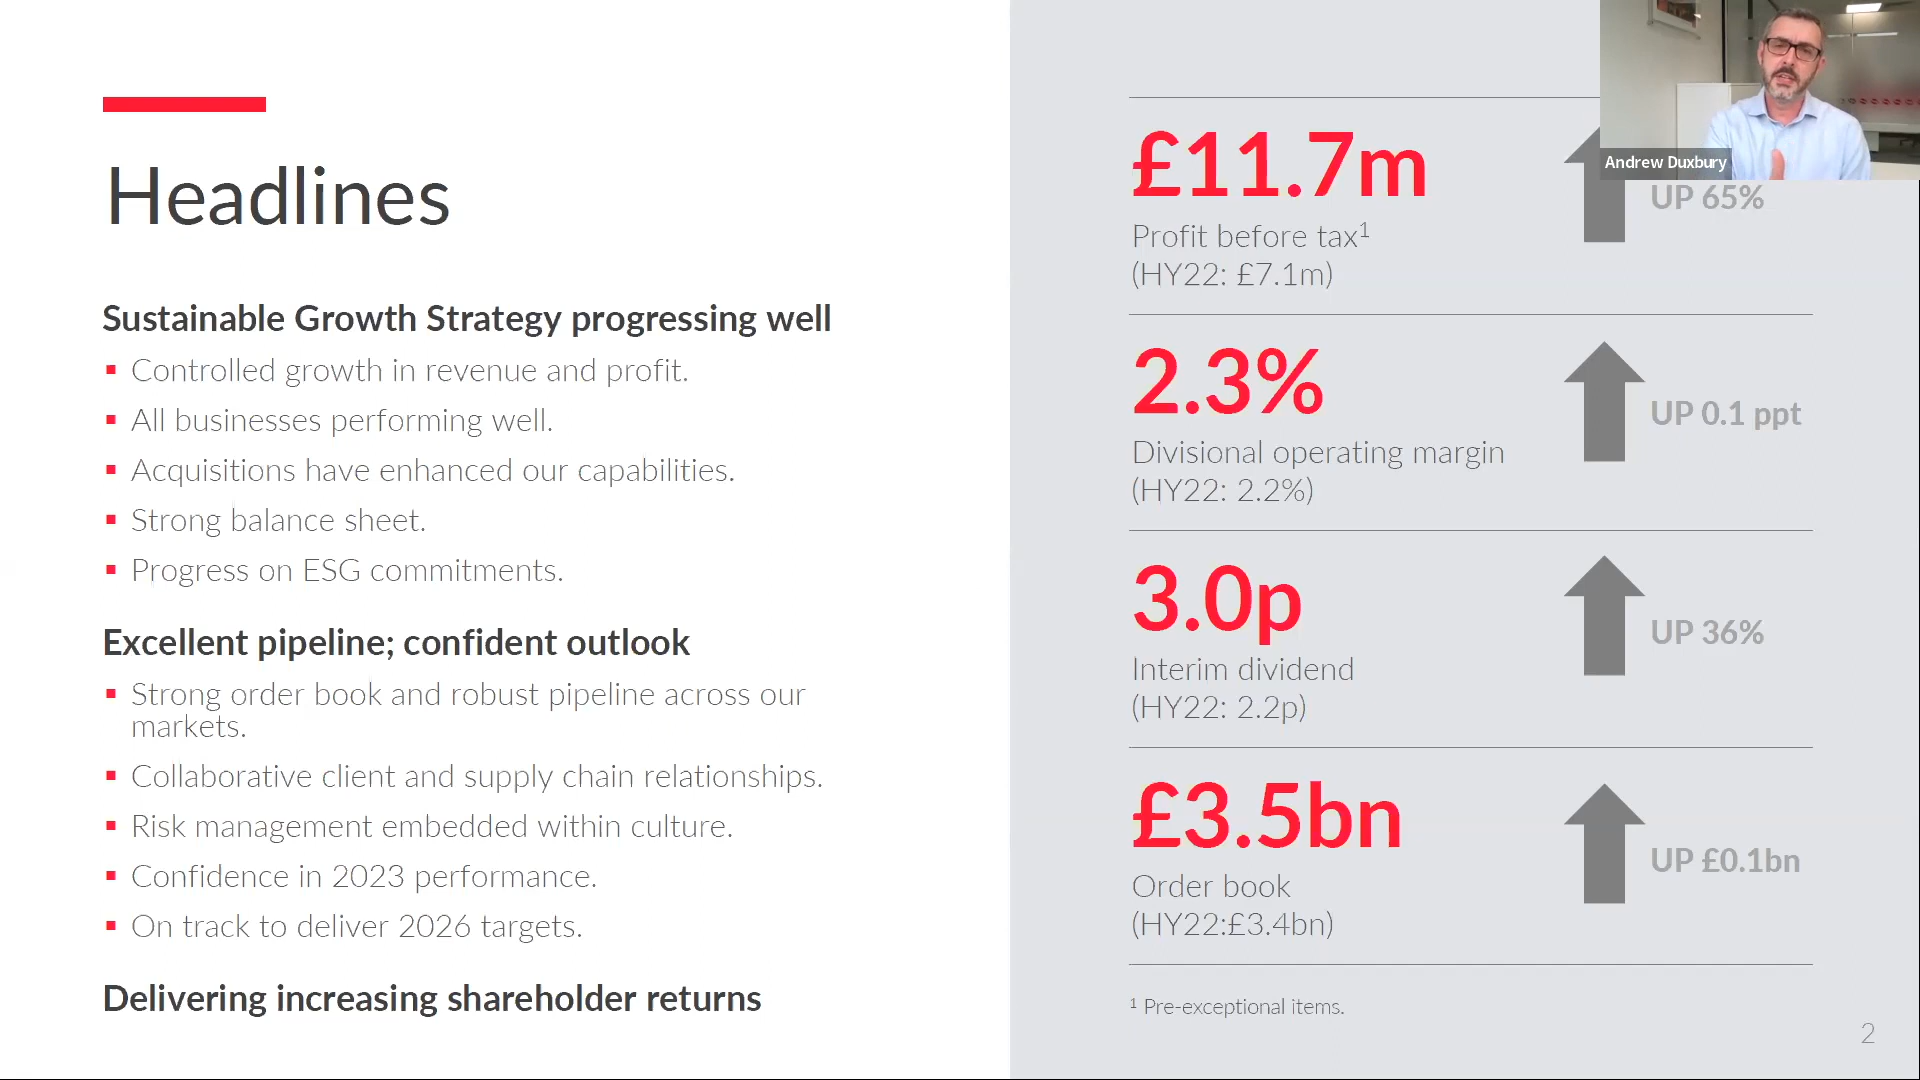 Headlines
Sustainable Growth Strategy progressing well
▪ Controlled growth in revenue and profit.
▪ All businesses performing well.
▪ Acquisitions have enhanced our capabilities.
▪ Strong balance sheet.
▪ Progress on ESG commitments.
Excellent pipeline; confident outlook
▪ Strong order book and robust pipeline across our
markets.
▪ Collaborative client and supply chain relationships.
▪ Risk management embedded within culture.
▪ Confidence in 2023 performance.
▪ On track to deliver 2026 targets.
Delivering increasing shareholder returns
£11.7m
Profit before tax¹
(HY22: £7.1m)
UP 65%
2.3%
Divisional operating margin
(HY22: 2.2%)
UP 0.1 ppt
3.0p
Interim dividend
(HY22: 2.2p)
UP 36%
£3.5bn
Order book
(HY22:£3.4bn)
UP £0.1bn
¹ Pre-exceptional items.
2
Andrew Duxbury